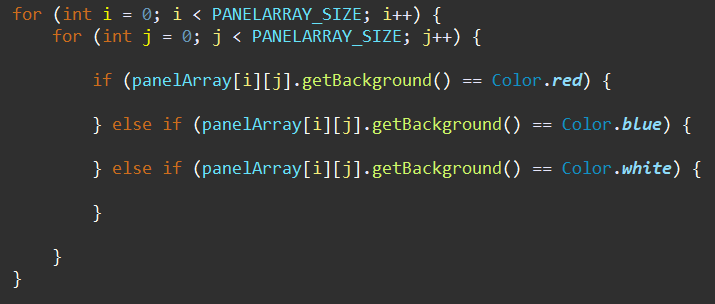 for (int i = 0; i < PANELARRAY_SIZE; i++) {
    for (int j = 0; j < PANELARRAY_SIZE; j++) {
        if (panelArray[i][j].getBackground() == Color.red) {
        } else if (panelArray[i][j].getBackground() == Color.blue) {
        } else if (panelArray[i][j].getBackground() == Color.white) {
        }
    }
}